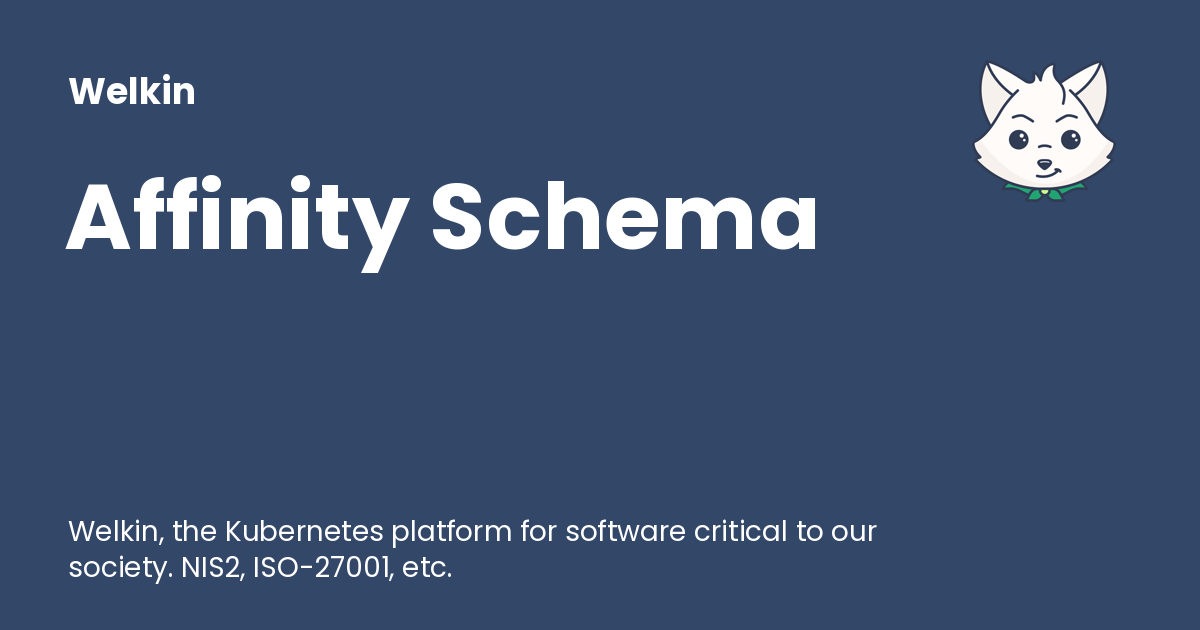 Welkin
Affinity Schema
Welkin, the Kubernetes platform for software critical to our
society. NIS2, ISO-27001, etc.